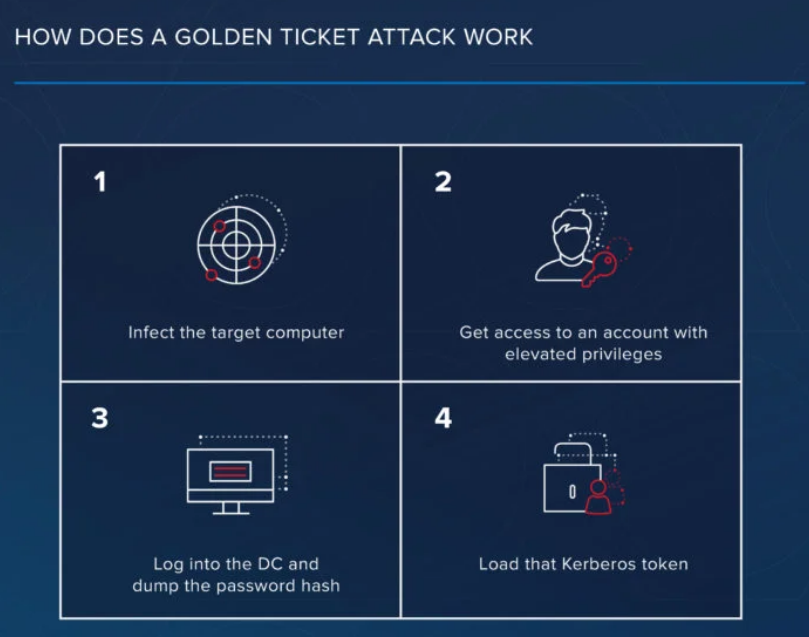 HOW DOES A GOLDEN TICKET ATTACK WORK
1
Infect the target computer
2
Get access to an account with
elevated privileges
3
Log into the DC and
dump the password hash
4
Load that Kerberos token